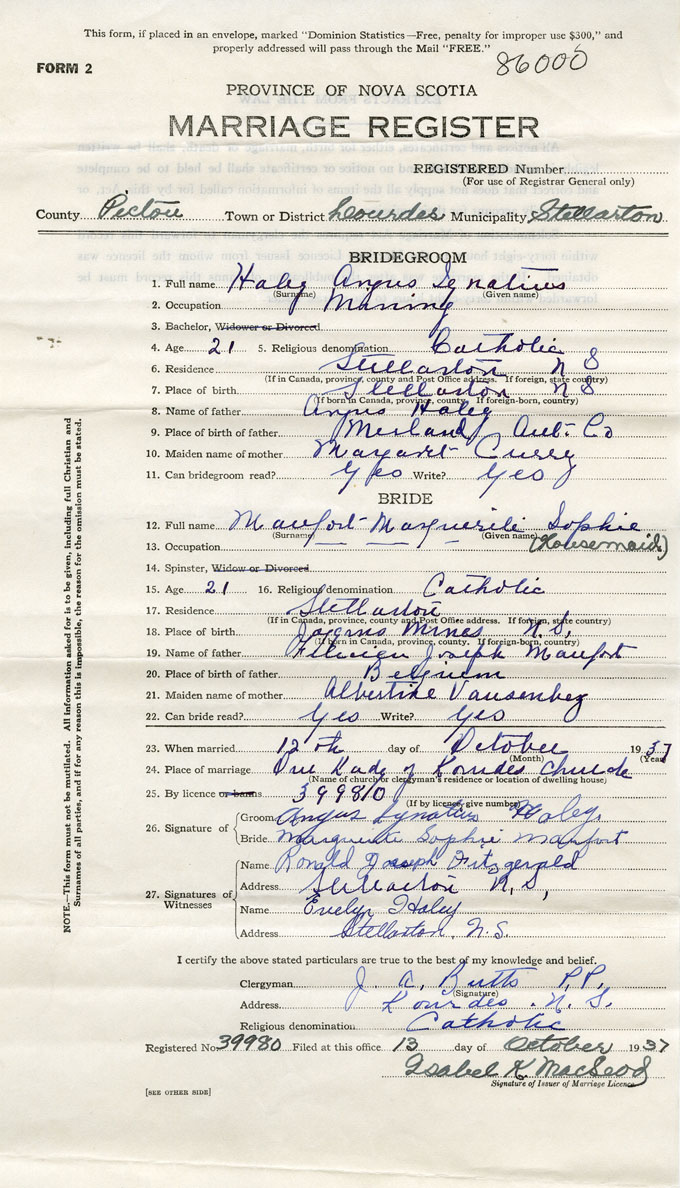 This form, if placed in an envelope, marked "Dominion Statistics—Free, penalty for improper use $300," and
properly addressed will pass through the Mail "FREE."
86000
FORM 2
PROVINCE OF NOVA SCOTIA
MARRIAGE REGISTER
REGISTERED Number
(For use of Registrar General only)
County Pictou Town or District Lourdes Municipality Stellarton
BRIDEGROOM
1. Full name Haley Angus Ignatius
(Surname) (Given name)
2. Occupation Mining
3. Bachelor, Widower or Divorced
4. Age 21 5. Religious denomination Catholic
6. Residence Stellarton N S
(If in Canada, province, county and Post Office address. If foreign, state country)
7. Place of birth Stellarton N S
(If born in Canada, province, county. If foreign-born, country)
8. Name of father Angus Haley
9. Place of birth of father Merland Ant. Co
10. Maiden name of mother Margaret Curry
11. Can bridegroom read? Yes Write? Yes
BRIDE
12. Full name Maufort Marguerite Sophie
(Surname) (Given name)
13. Occupation (Housemaid)
14. Spinster, Widow or Divorced
15. Age 21 16. Religious denomination Catholic
17. Residence Stellarton
(If in Canada, province, county and Post Office address. If foreign, state country)
18. Place of birth Mines N.S.
(If born in Canada, province, county. If foreign-born, country)
19. Name of father Felicien Joseph Maufort
20. Place of birth of father Belgium
21. Maiden name of mother Albertine
22. Can bride read? Yes Write? Yes
23. When married 12th day of October 1937
(Month) (Year)
24. Place of marriage Our Lady of Lourdes Church
(Name of church or clergyman's residence or location of dwelling house)
25. By licence or banns 399810
(If by licence, give number)
26. Signature of
Groom Angus Ignatius Haley
Bride Marguerite Sophie Maufort
27. Signatures of Witnesses
Name Ronald Joseph Fitzgerald
Address Stellarton N.S,
Name Evelyn Haley
Address Stellarton, N.S.
I certify the above stated particulars are true to the best of my knowledge and belief.
Clergyman J. A. Butts P.P.
(Signature)
Address Lourdes. N.S.
Religious denomination Catholic
Registered No. 39980 Filed at this office 13 day of October 1937
Isabel K MacLeod
Signature of Issuer of Marriage Licence
[SEE OTHER SIDE]
NOTE.—This form must not be mutilated. All information asked for is to be given, including full Christian and
Surnames of all parties, and if for any reason this is impossible, the reason for the omission must be stated.